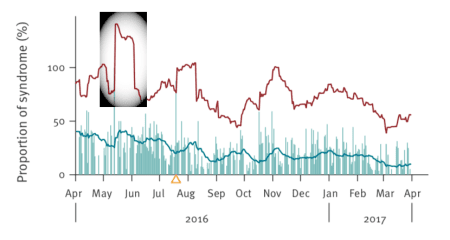 Proportion of syndrome (%)
100
50
0
Apr May Jun Jul Aug Sep Oct Nov Dec Jan Feb Mar Apr
2016 2017